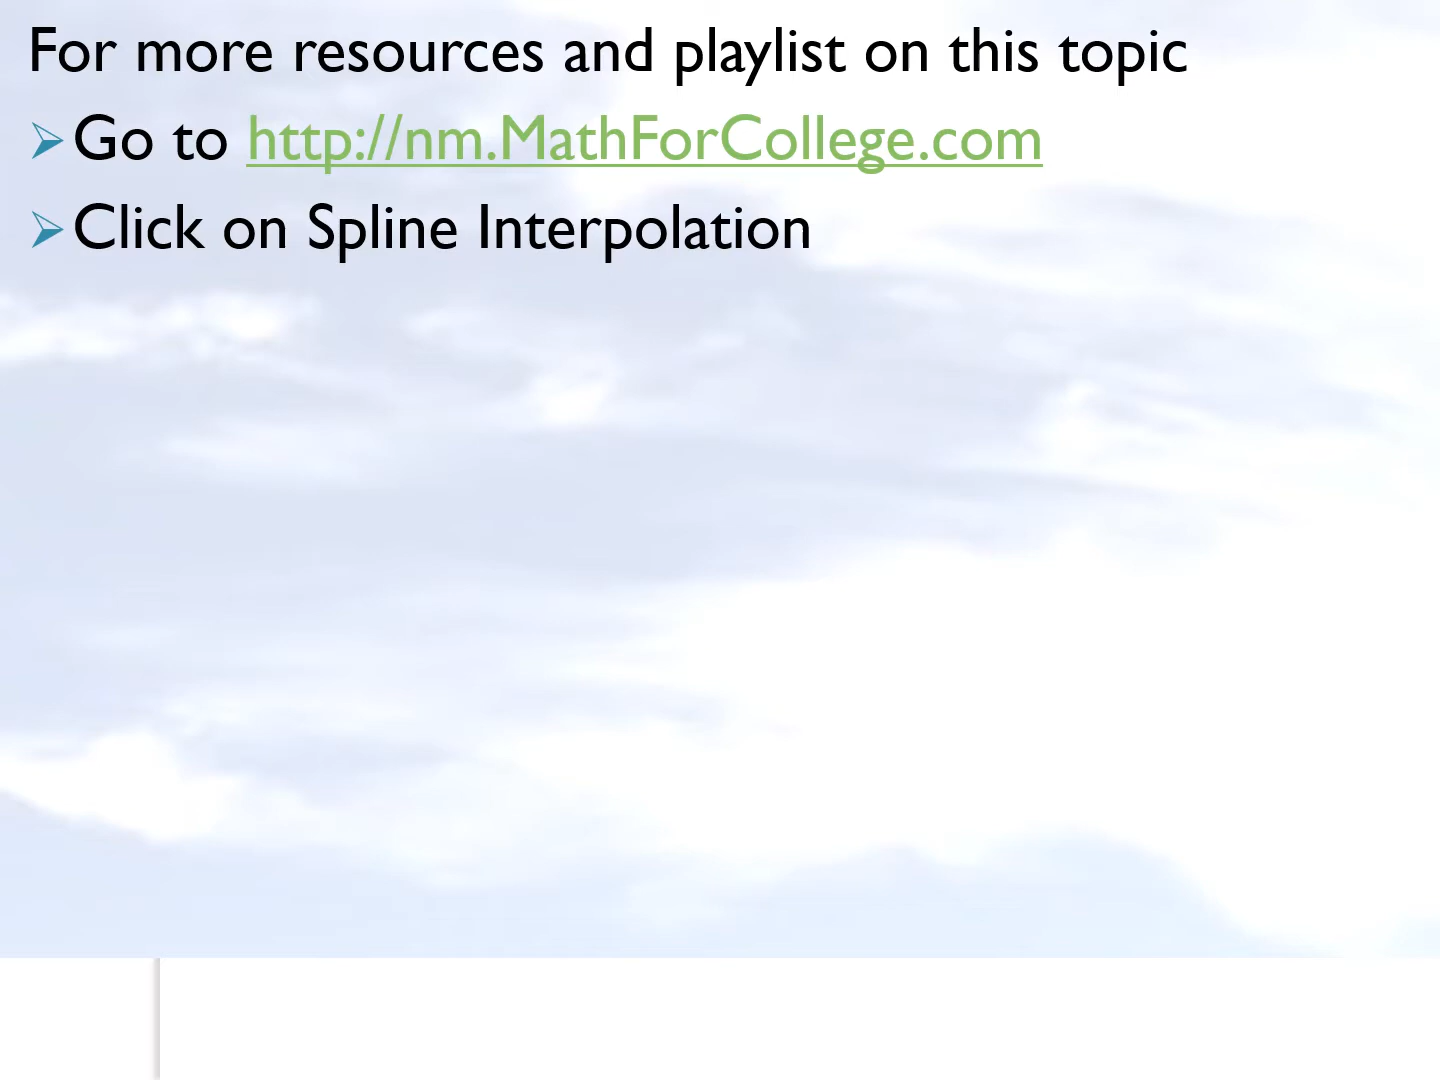 For more resources and playlist on this topic
➢Go to http://nm.MathForCollege.com
➢Click on Spline Interpolation